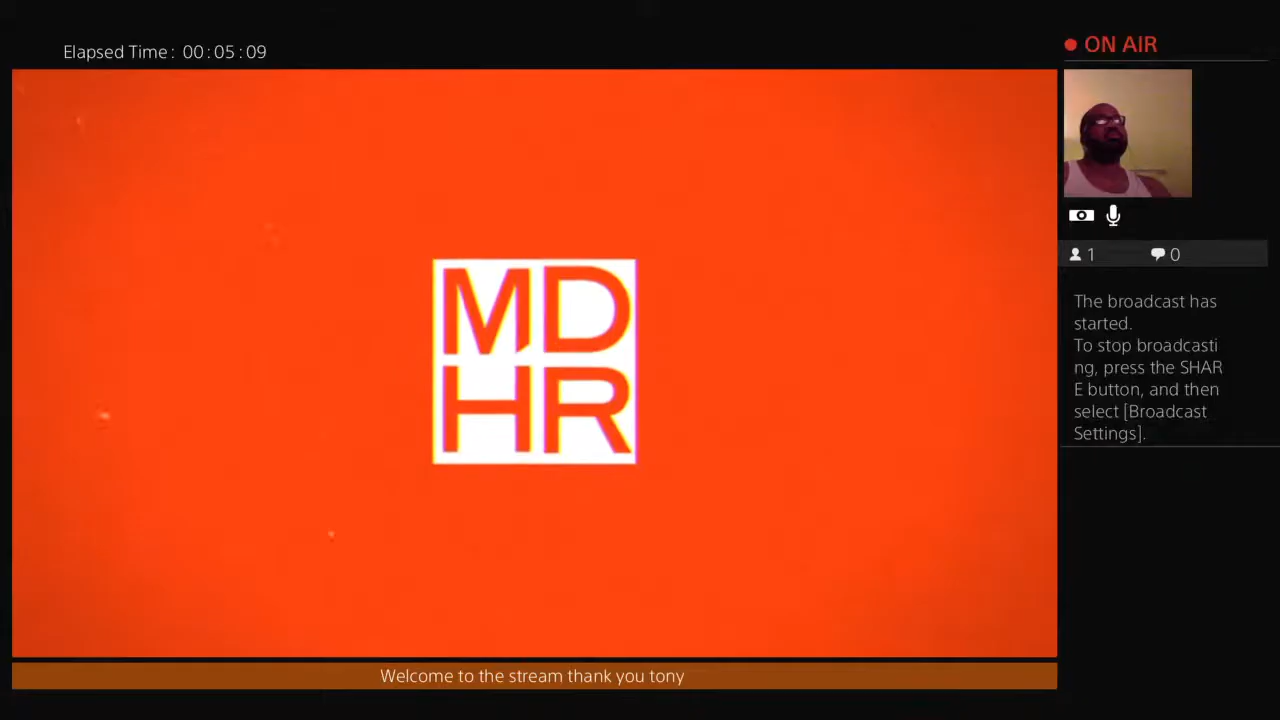 Elapsed Time: 00:05:09
ON AIR
MD
HR
1 0
The broadcast has
started.
To stop broadcasti
ng, press the SHAR
E button, and then
select [Broadcast
Settings].
Welcome to the stream thank you tony